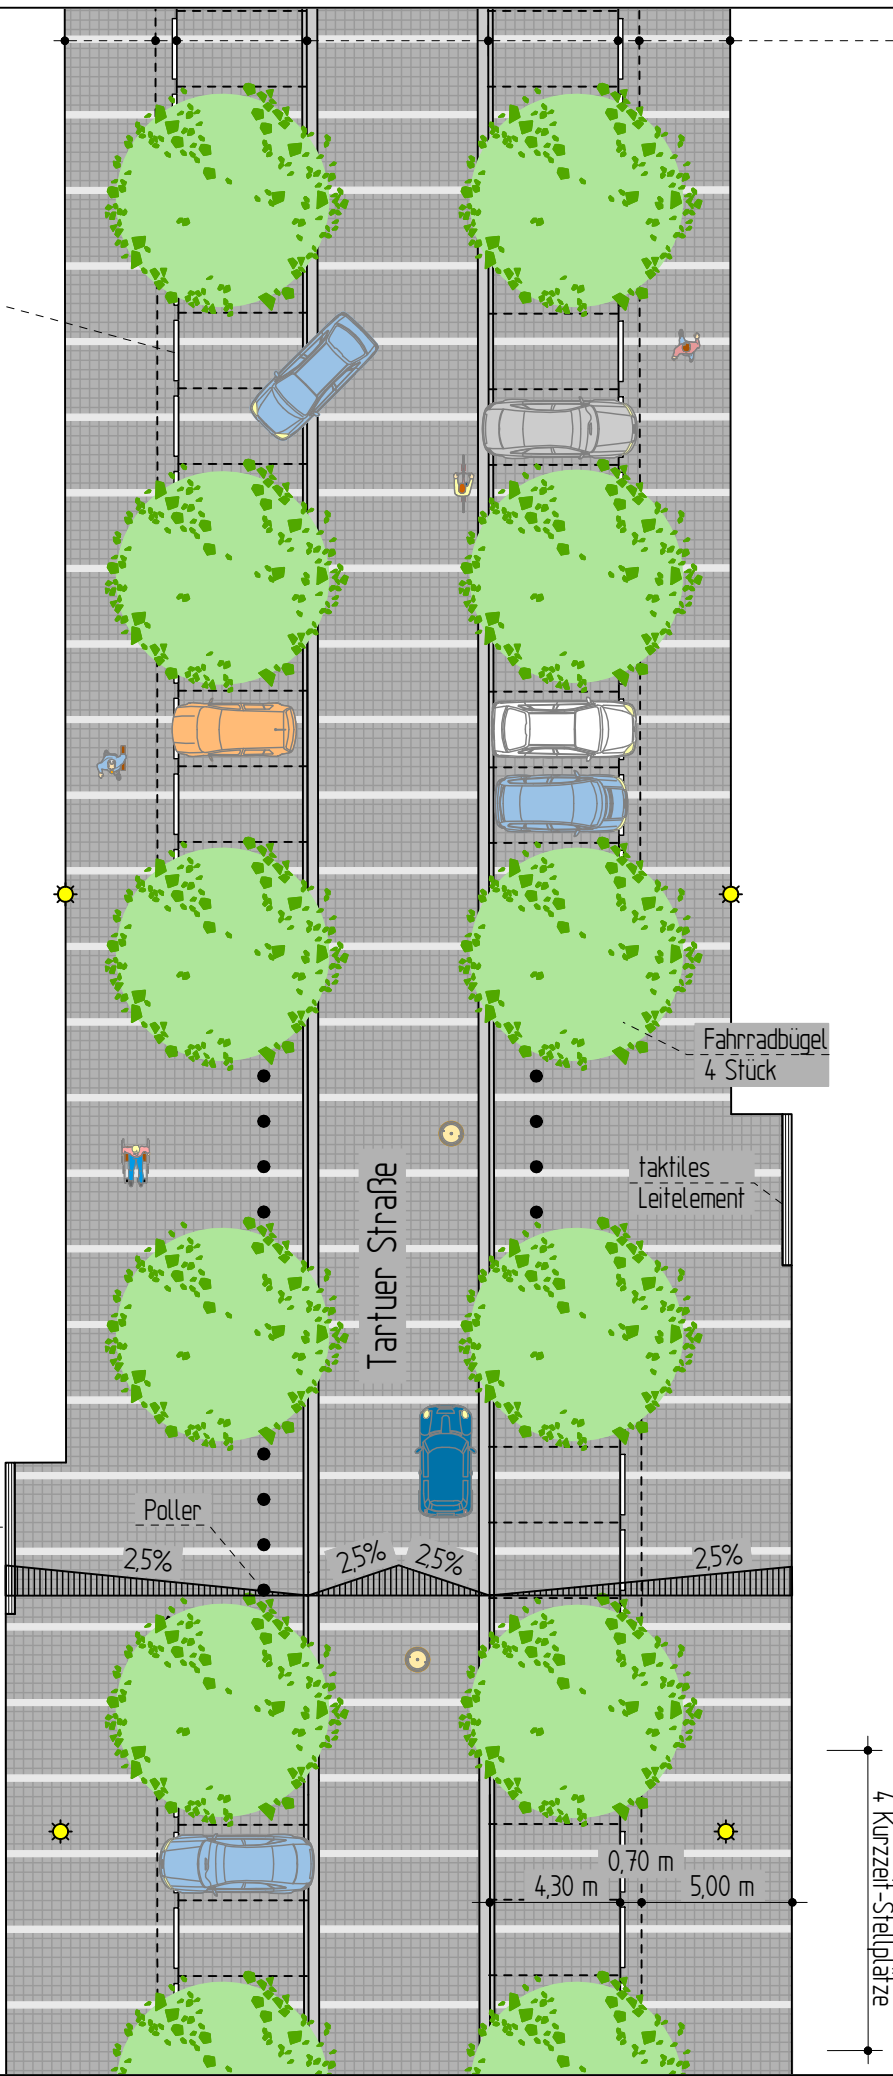 Fahrradbügel
4 Stück
taktiles
Leitelement
Tartuer Straße
Poller
2,5%
2,5%
2,5%
2,5%
0,70 m
4,30 m
5,00 m
4 Kurzzeit-Stellplätze